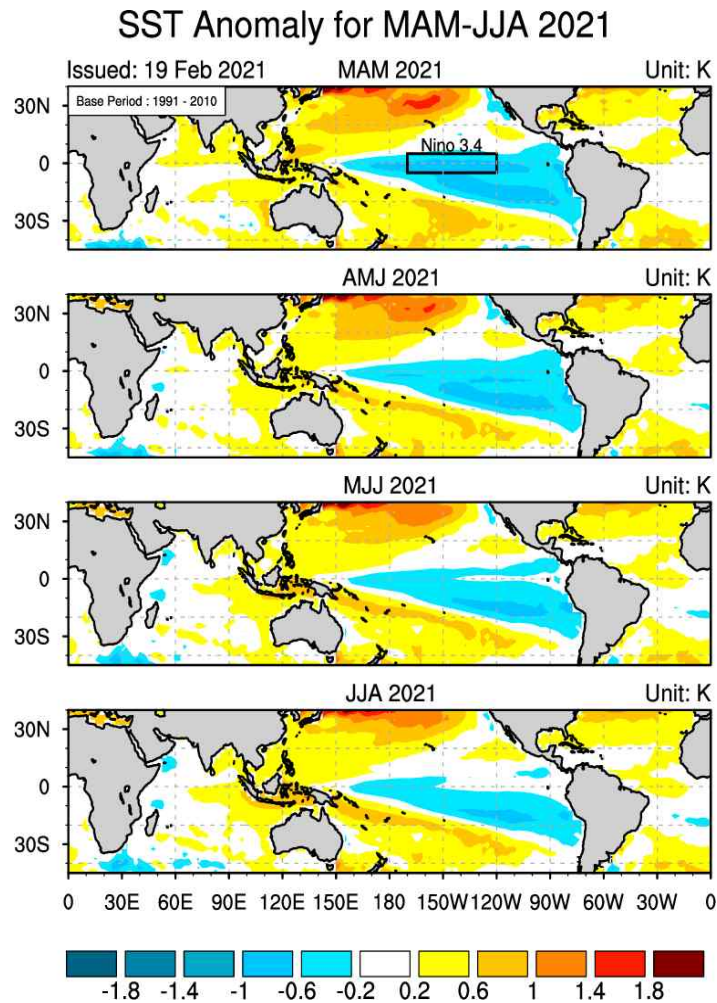 SST Anomaly for MAM-JJA 2021
Issued: 19 Feb 2021 MAM 2021 Unit: K
Base Period : 1991 - 2010
30N
Nino 3.4
0
30S
AMJ 2021 Unit: K
30N
0
30S
MJJ 2021 Unit: K
30N
0
30S
JJA 2021 Unit: K
30N
0
30S
0 30E 60E 90E 120E 150E 180 150W 120W 90W 60W 30W 0
-1.8 -1.4 -1 -0.6 -0.2 0.2 0.6 1 1.4 1.8